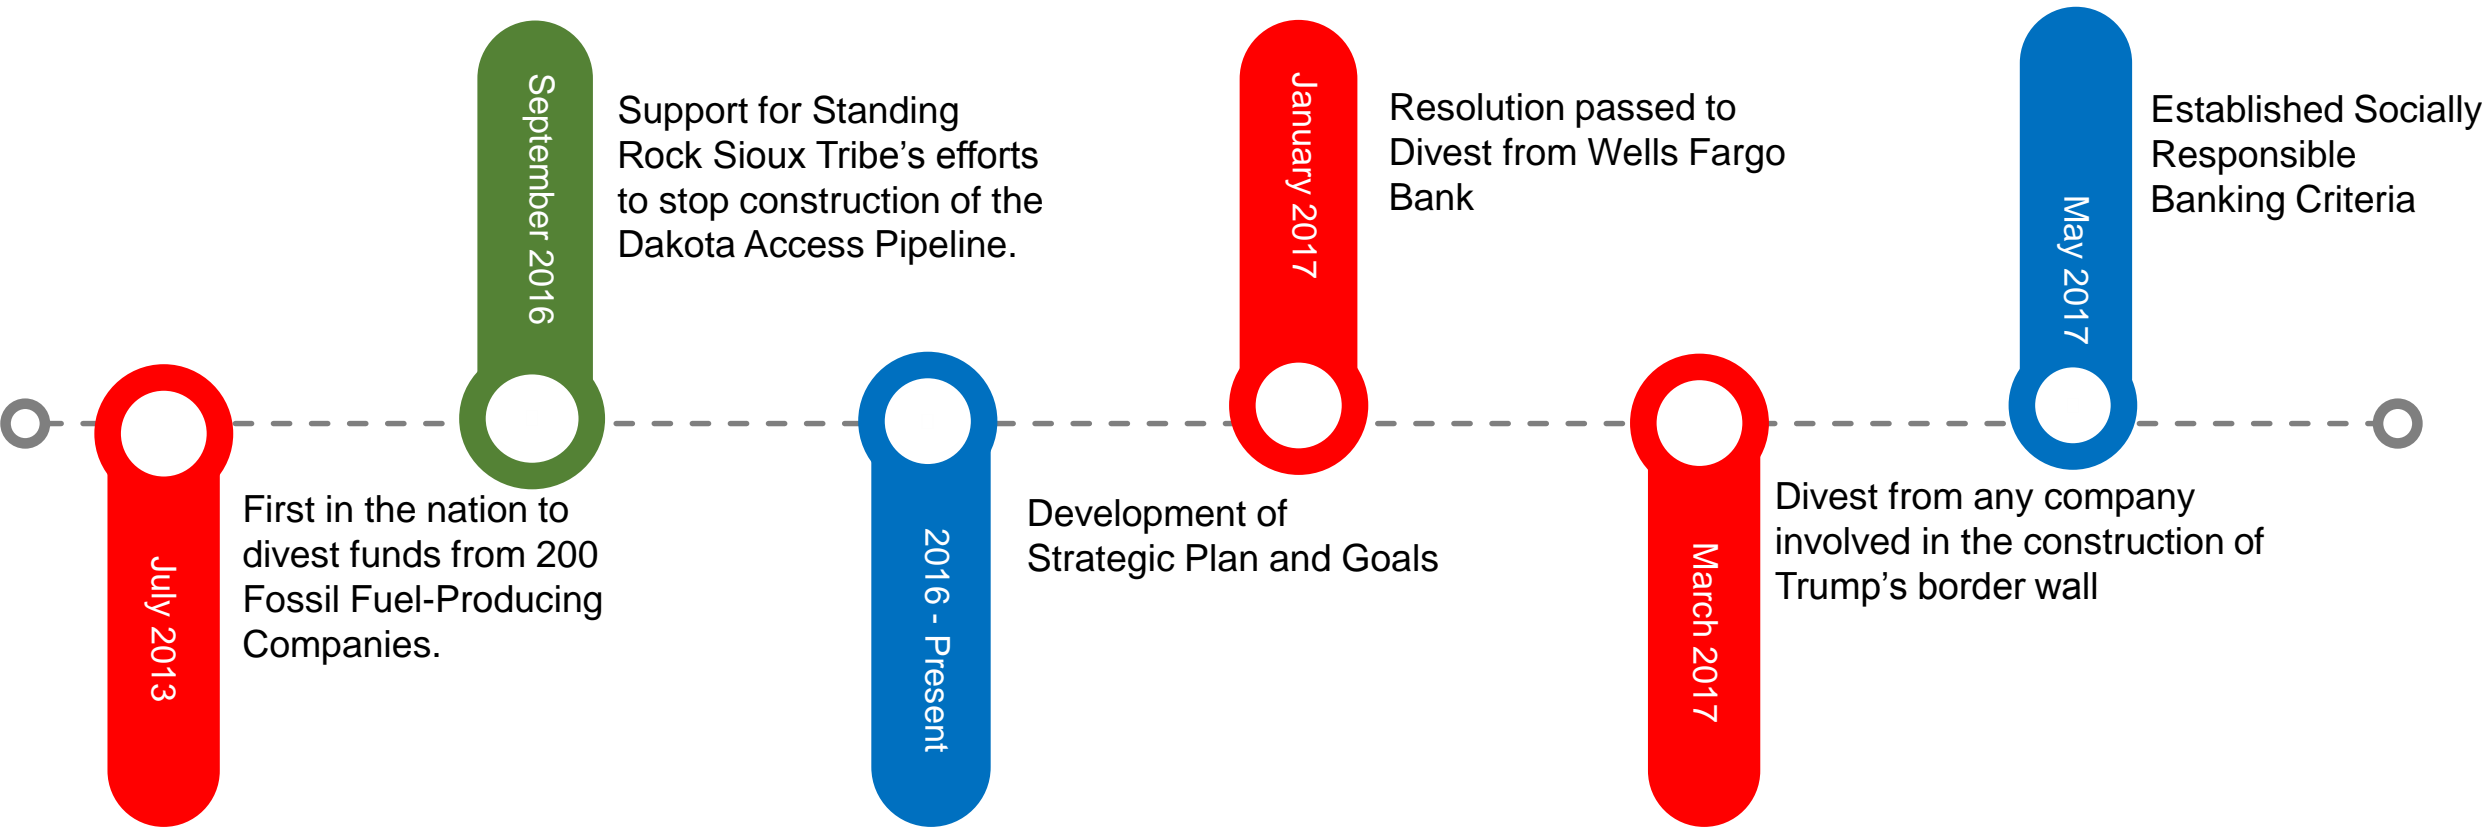 July 2013
First in the nation to
divest funds from 200
Fossil Fuel-Producing
Companies.
September 2016
Support for Standing
Rock Sioux Tribe’s efforts
to stop construction of the
Dakota Access Pipeline.
2016 - Present
Development of
Strategic Plan and Goals
January 2017
Resolution passed to
Divest from Wells Fargo
Bank
March 2017
Divest from any company
involved in the construction of
Trump’s border wall
May 2017
Established Socially
Responsible
Banking Criteria